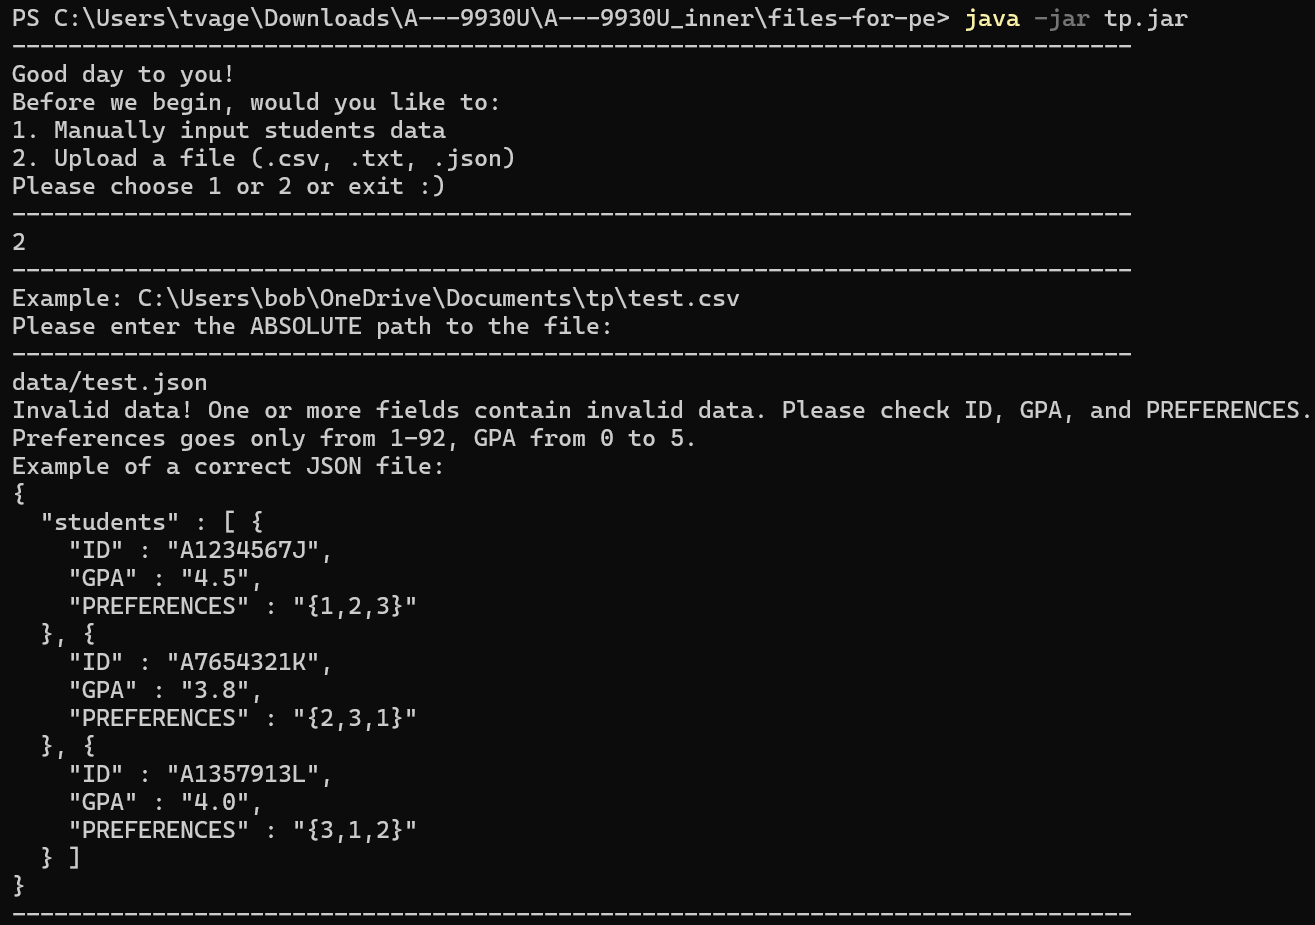 PS C:\Users\tvage\Downloads\A---9930U\A---9930U_inner\files-for-pe> java -jar tp.jar
--------------------------------------------------------------------------------
Good day to you!
Before we begin, would you like to:
1. Manually input students data
2. Upload a file (.csv, .txt, .json)
Please choose 1 or 2 or exit :)
--------------------------------------------------------------------------------
2
--------------------------------------------------------------------------------
Example: C:\Users\bob\OneDrive\Documents\tp\test.csv
Please enter the ABSOLUTE path to the file:
--------------------------------------------------------------------------------
data/test.json
Invalid data! One or more fields contain invalid data. Please check ID, GPA, and PREFERENCES.
Preferences goes only from 1-92, GPA from 0 to 5.
Example of a correct JSON file:
{
  "students" : [ {
    "ID" : "A1234567J",
    "GPA" : "4.5",
    "PREFERENCES" : "{1,2,3}"
  }, {
    "ID" : "A7654321K",
    "GPA" : "3.8",
    "PREFERENCES" : "{2,3,1}"
  }, {
    "ID" : "A1357913L",
    "GPA" : "4.0",
    "PREFERENCES" : "{3,1,2}"
  } ]
}
--------------------------------------------------------------------------------